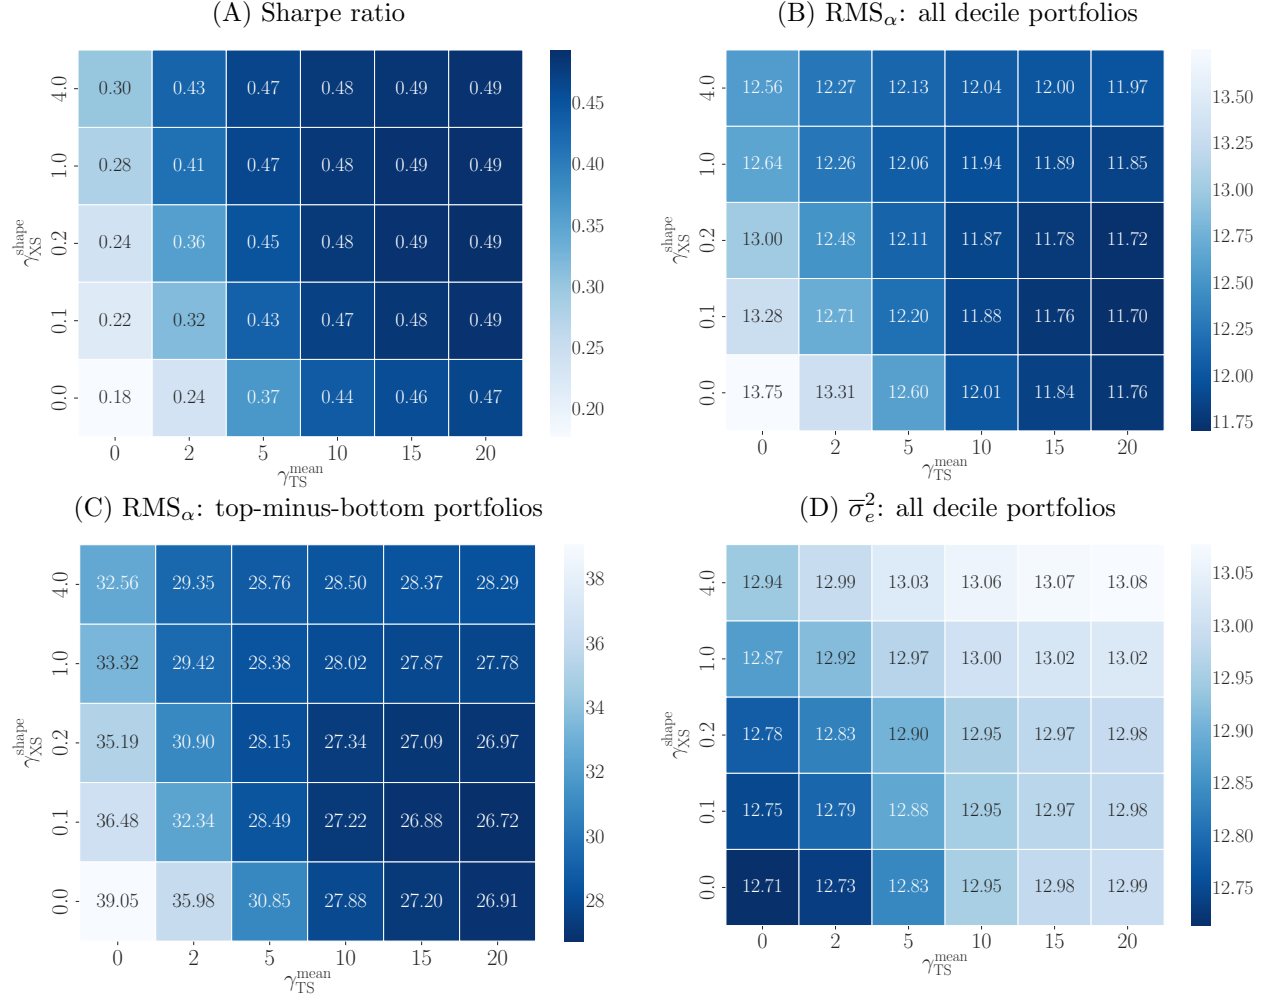 (A) Sharpe ratio
4.0 0.30 0.43 0.47 0.48 0.49 0.49
1.0 0.28 0.41 0.47 0.48 0.49 0.49
0.2 0.24 0.36 0.45 0.48 0.49 0.49
0.1 0.22 0.32 0.43 0.47 0.48 0.49
0.0 0.18 0.24 0.37 0.44 0.46 0.47
0 2 5 10 15 20
γ_TS^mean
γ_XS^shape
0.45
0.40
0.35
0.30
0.25
0.20
(B) RMS_α: all decile portfolios
4.0 12.56 12.27 12.13 12.04 12.00 11.97
1.0 12.64 12.26 12.06 11.94 11.89 11.85
0.2 13.00 12.48 12.11 11.87 11.78 11.72
0.1 13.28 12.71 12.20 11.88 11.76 11.70
0.0 13.75 13.31 12.60 12.01 11.84 11.76
0 2 5 10 15 20
γ_TS^mean
γ_XS^shape
13.50
13.25
13.00
12.75
12.50
12.25
12.00
11.75
(C) RMS_α: top-minus-bottom portfolios
4.0 32.56 29.35 28.76 28.50 28.37 28.29
1.0 33.32 29.42 28.38 28.02 27.87 27.78
0.2 35.19 30.90 28.15 27.34 27.09 26.97
0.1 36.48 32.34 28.49 27.22 26.88 26.72
0.0 39.05 35.98 30.85 27.88 27.20 26.91
0 2 5 10 15 20
γ_TS^mean
γ_XS^shape
38
36
34
32
30
28
(D) σ̅_e^2: all decile portfolios
4.0 12.94 12.99 13.03 13.06 13.07 13.08
1.0 12.87 12.92 12.97 13.00 13.02 13.02
0.2 12.78 12.83 12.90 12.95 12.97 12.98
0.1 12.75 12.79 12.88 12.95 12.97 12.98
0.0 12.71 12.73 12.83 12.95 12.98 12.99
0 2 5 10 15 20
γ_TS^mean
γ_XS^shape
13.05
13.00
12.95
12.90
12.85
12.80
12.75